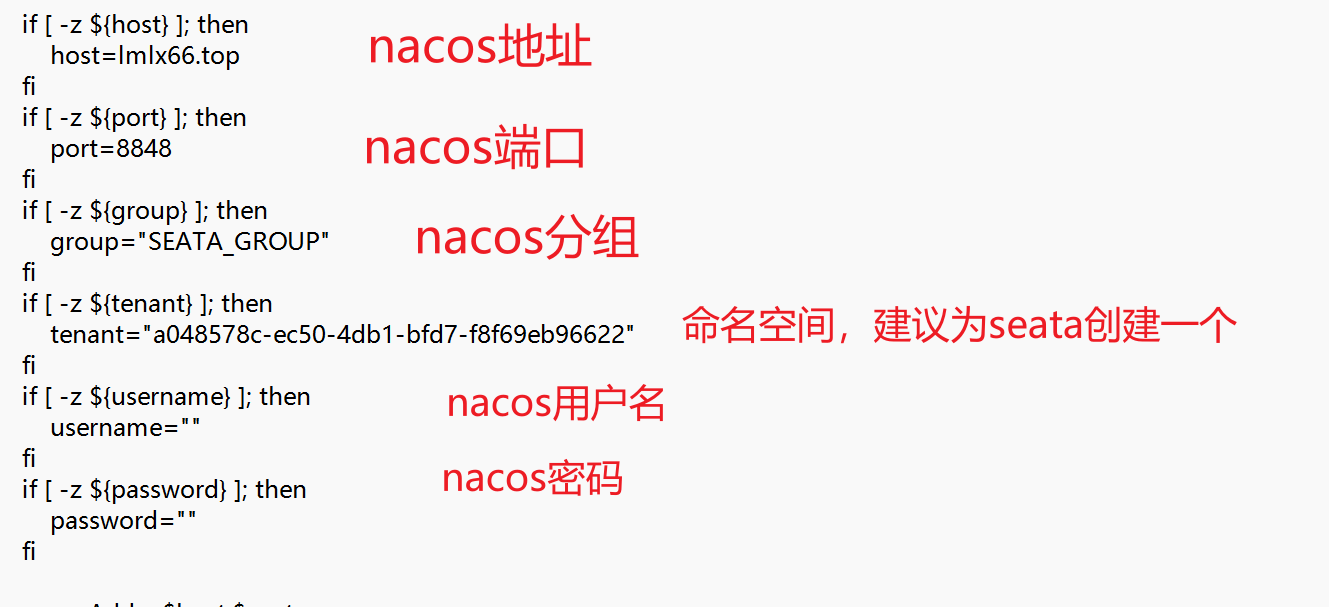 if [ -z ${host} ]; then
host=lmlx66.top
nacos地址
fi
if [ -z ${port} ]; then
port=8848
nacos端口
fi
if [ -z ${group} ]; then
group="SEATA_GROUP"
nacos分组
fi
if [ -z ${tenant} ]; then
tenant="a048578c-ec50-4db1-bfd7-f8f69eb96622"
命名空间，建议为seata创建一个
fi
if [ -z ${username} ]; then
username=""
nacos用户名
fi
if [ -z ${password} ]; then
password=""
nacos密码
fi